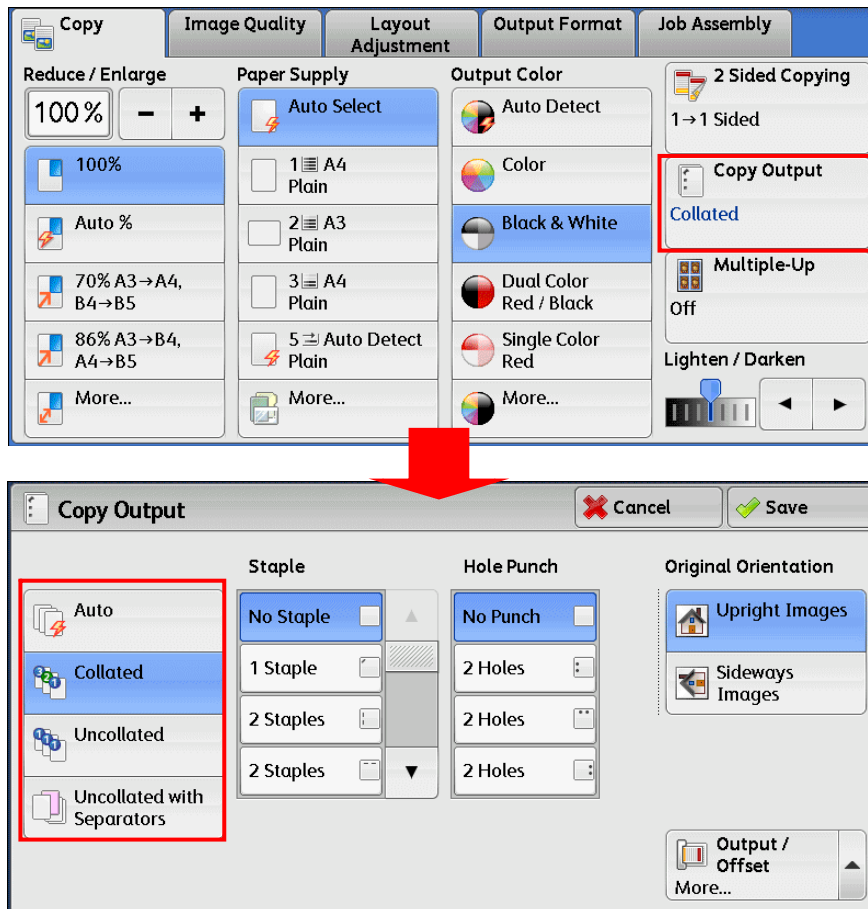 Copy
Image Quality
Layout
Adjustment
Output Format
Job Assembly
Reduce / Enlarge
100%
−
+
100%
Auto %
70% A3→A4,
B4→B5
86% A3→B4,
A4→B5
More...
Paper Supply
Auto Select
1 A4
Plain
2 A3
Plain
3 A4
Plain
5 Auto Detect
Plain
More...
Output Color
Auto Detect
Color
Black & White
Dual Color
Red / Black
Single Color
Red
More...
2 Sided Copying
1→1 Sided
Copy Output
Collated
Multiple-Up
Off
Lighten / Darken
Copy Output
Cancel
Save
Auto
Collated
Uncollated
Uncollated with
Separators
Staple
No Staple
1 Staple
2 Staples
2 Staples
Hole Punch
No Punch
2 Holes
2 Holes
2 Holes
Original Orientation
Upright Images
Sideways
Images
Output /
Offset
More...